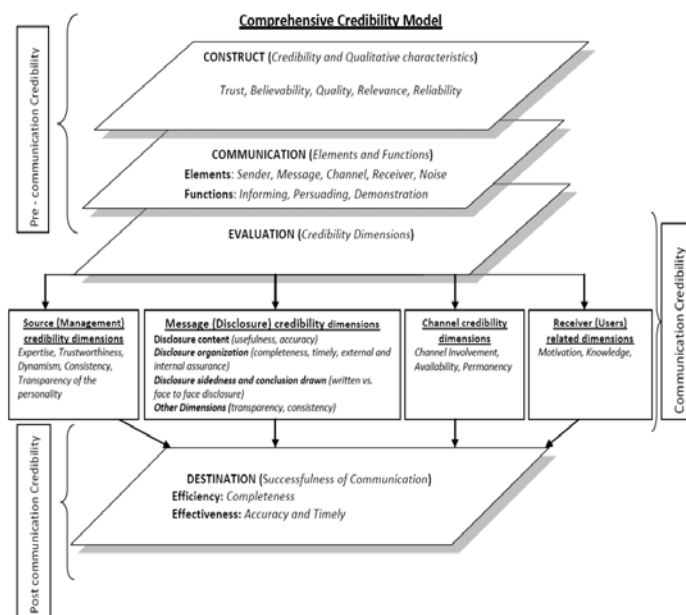 Comprehensive Credibility Model
Pre - communication Credibility
CONSTRUCT (Credibility and Qualitative characteristics)
Trust, Believability, Quality, Relevance, Reliability
COMMUNICATION (Elements and Functions)
Elements: Sender, Message, Channel, Receiver, Noise
Functions: Informing, Persuading, Demonstration
EVALUATION (Credibility Dimensions)
Communication Credibility
Source (Management)
credibility dimensions
Expertise, Trustworthiness,
Dynamism, Consistency,
Transparency of the
personality
Message (Disclosure) credibility dimensions
Disclosure content (usefulness, accuracy)
Disclosure organization (completeness, timely, external and
internal assurance)
Disclosure sidedness and conclusion drawn (written vs.
face to face disclosure)
Other Dimensions (transparency, consistency)
Channel credibility
dimensions
Channel Involvement,
Availability, Permanency
Receiver (Users)
related dimensions
Motivation, Knowledge,
Post communication Credibility
DESTINATION (Successfulness of Communication)
Efficiency: Completeness
Effectiveness: Accuracy and Timely